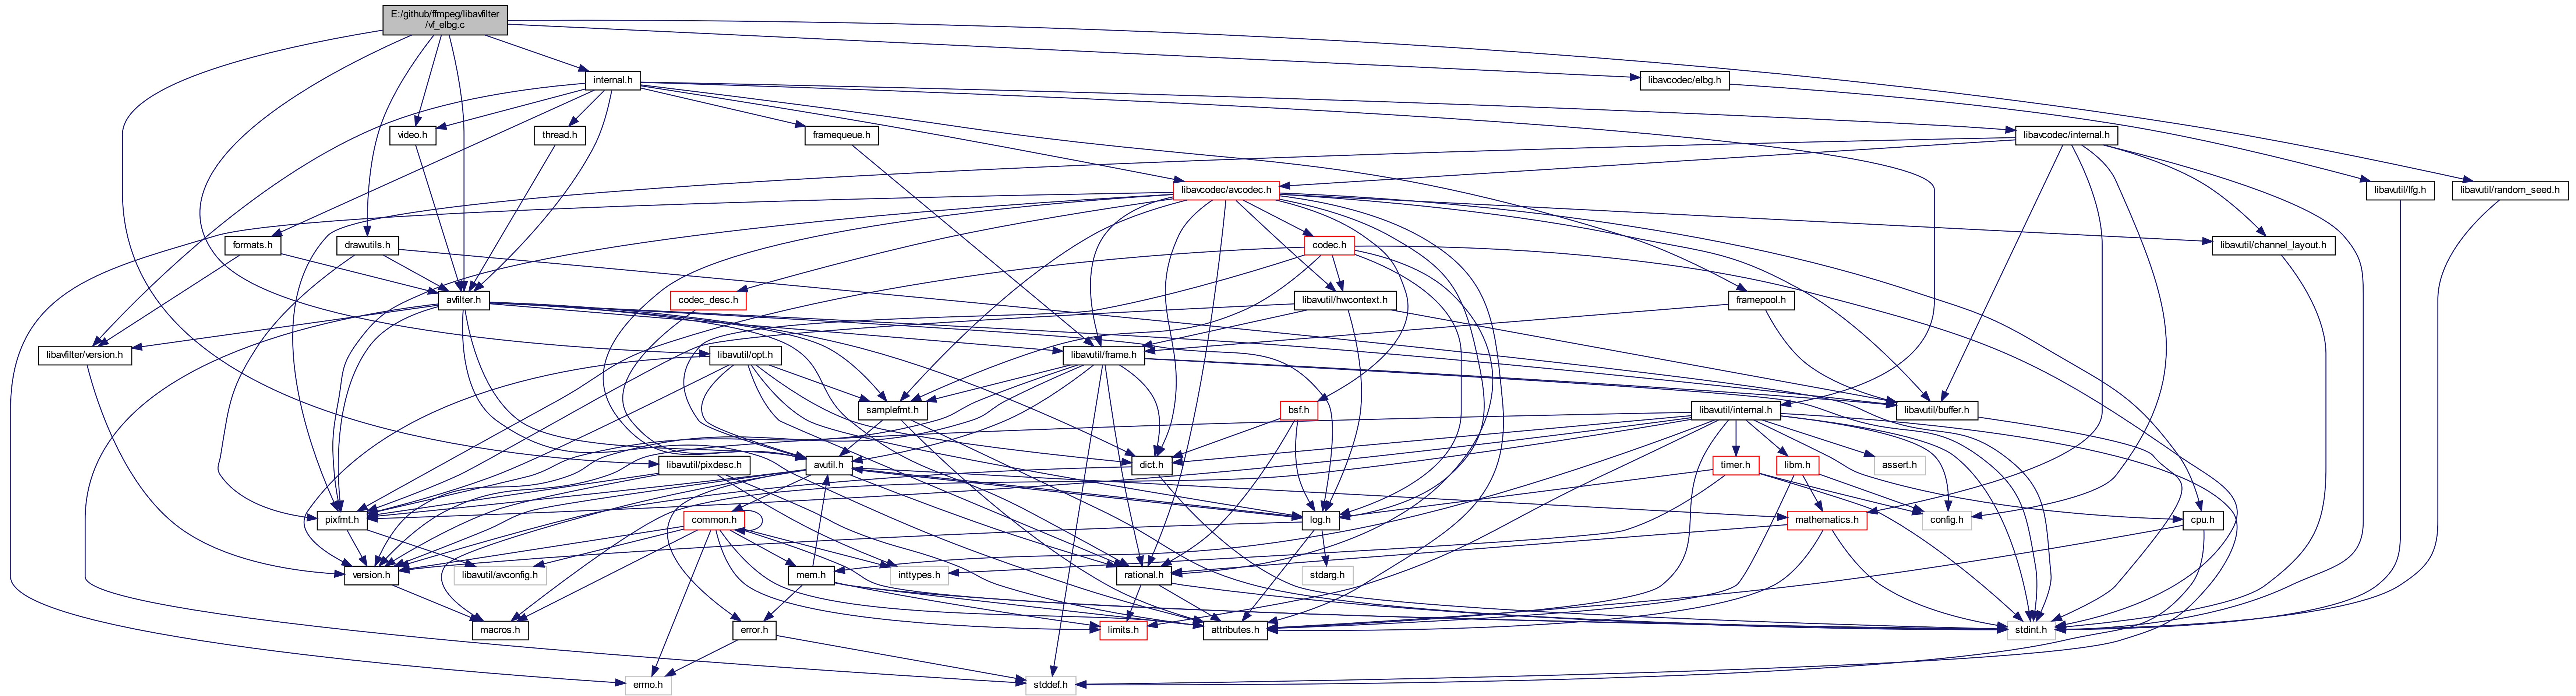 E:/github/ffmpeg/libavfilter
/vf_elbg.c
internal.h
libavcodec/elbg.h
video.h
thread.h
framequeue.h
libavcodec/internal.h
libavcodec/avcodec.h
libavutil/lfg.h
libavutil/random_seed.h
formats.h
drawutils.h
codec.h
libavutil/channel_layout.h
avfilter.h
codec_desc.h
libavutil/hwcontext.h
framepool.h
libavfilter/version.h
libavutil/opt.h
libavutil/frame.h
samplefmt.h
bsf.h
libavutil/internal.h
libavutil/buffer.h
libavutil/pixdesc.h
avutil.h
dict.h
timer.h
libm.h
assert.h
pixfmt.h
common.h
log.h
mathematics.h
config.h
cpu.h
version.h
libavutil/avconfig.h
mem.h
inttypes.h
rational.h
stdarg.h
macros.h
error.h
limits.h
attributes.h
stdint.h
errno.h
stddef.h